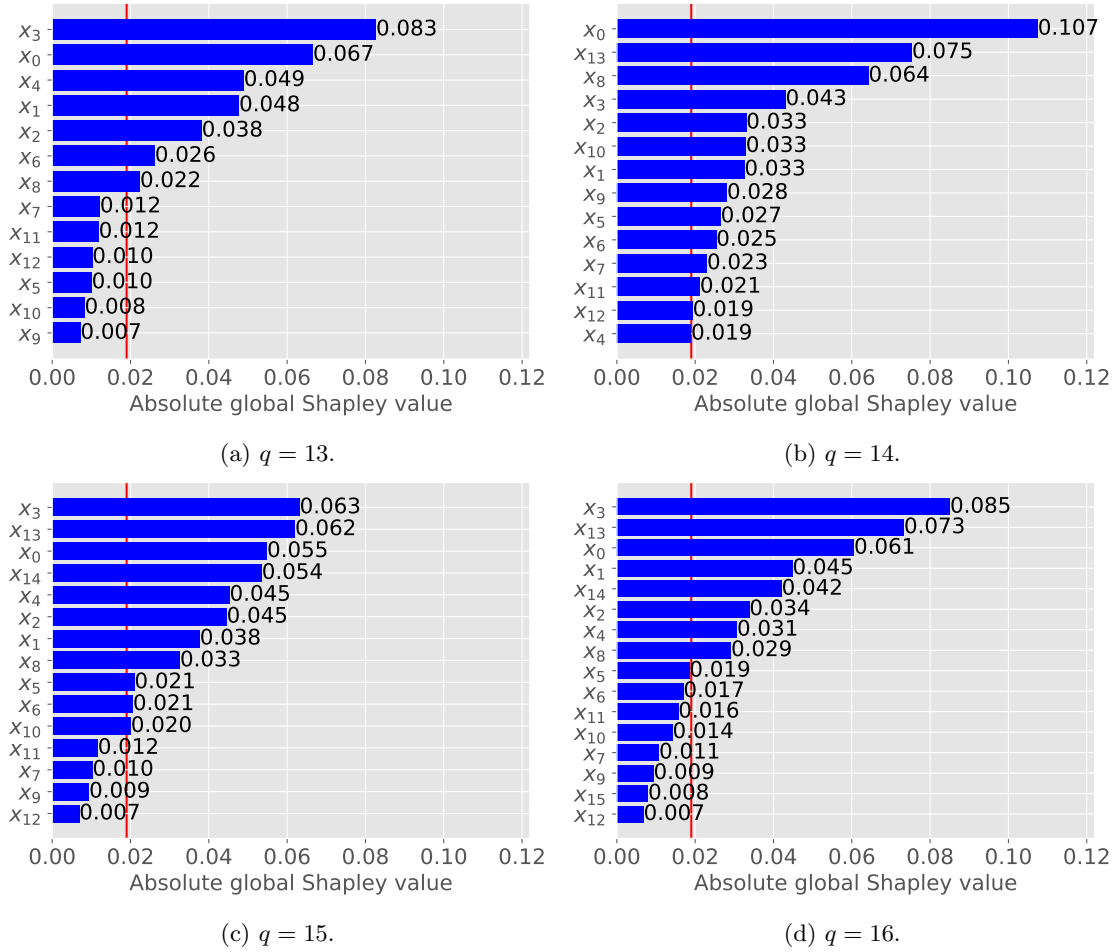 x3 0.083
x0 0.067
x4 0.049
x1 0.048
x2 0.038
x6 0.026
x8 0.022
x7 0.012
x11 0.012
x12 0.010
x5 0.010
x10 0.008
x9 0.007
0.00 0.02 0.04 0.06 0.08 0.10 0.12
Absolute global Shapley value
(a) q = 13.
x0 0.107
x13 0.075
x8 0.064
x3 0.043
x2 0.033
x10 0.033
x1 0.033
x9 0.028
x5 0.027
x6 0.025
x7 0.023
x11 0.021
x12 0.019
x4 0.019
0.00 0.02 0.04 0.06 0.08 0.10 0.12
Absolute global Shapley value
(b) q = 14.
x3 0.063
x13 0.062
x0 0.055
x14 0.054
x4 0.045
x2 0.045
x1 0.038
x8 0.033
x5 0.021
x6 0.021
x10 0.020
x11 0.012
x7 0.010
x9 0.009
x12 0.007
0.00 0.02 0.04 0.06 0.08 0.10 0.12
Absolute global Shapley value
(c) q = 15.
x3 0.085
x13 0.073
x0 0.061
x1 0.045
x14 0.042
x2 0.034
x4 0.031
x8 0.029
x5 0.019
x6 0.017
x11 0.016
x10 0.014
x7 0.011
x9 0.009
x15 0.008
x12 0.007
0.00 0.02 0.04 0.06 0.08 0.10 0.12
Absolute global Shapley value
(d) q = 16.